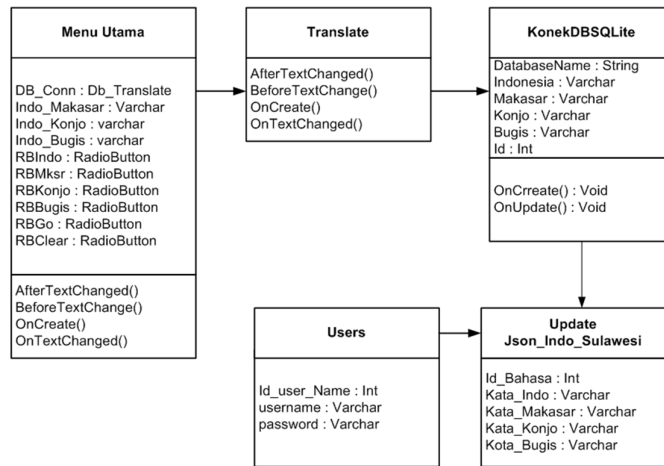 Menu Utama
DB_Conn : Db_Translate
Indo_Makasar : Varchar
Indo_Konjo : varchar
Indo_Bugis : varchar
RBIndo : RadioButton
RBMksr : RadioButton
RBKonjo : RadioButton
RBBugis : RadioButton
RBGo : RadioButton
RBClear : RadioButton
AfterTextChanged()
BeforeTextChange()
OnCreate()
OnTextChanged()
Translate
AfterTextChanged()
BeforeTextChange()
OnCreate()
OnTextChanged()
KonekDBSQLite
DatabaseName : String
Indonesia : Varchar
Makasar : Varchar
Konjo : Varchar
Bugis : Varchar
Id : Int
OnCrreate() : Void
OnUpdate() : Void
Users
Id_user_Name : Int
username : Varchar
password : Varchar
Update
Json_Indo_Sulawesi
Id_Bahasa : Int
Kata_Indo : Varchar
Kata_Makasar : Varchar
Kata_Konjo : Varchar
Kota_Bugis : Varchar